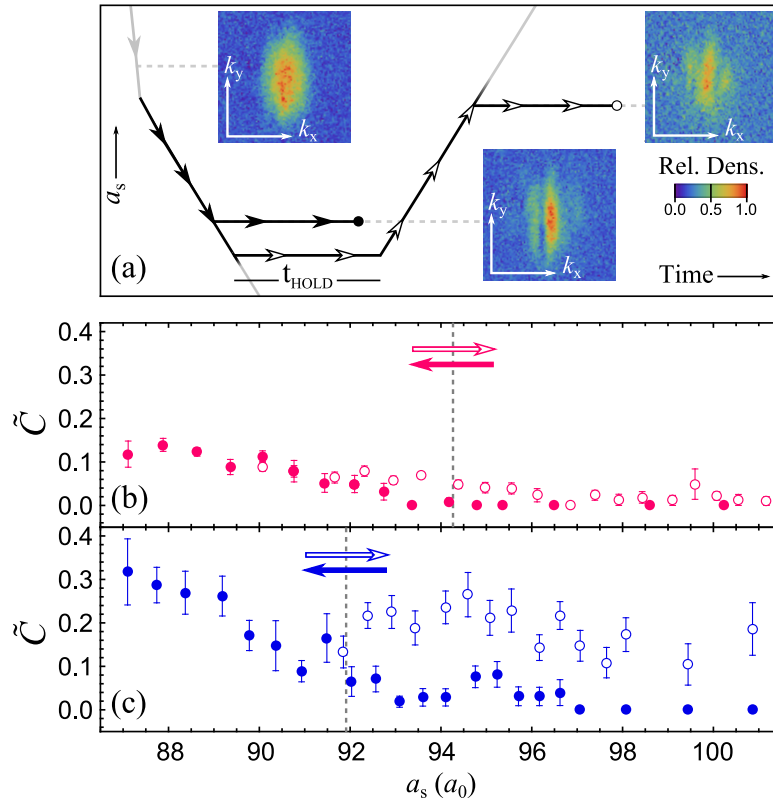 k_y
k_x
k_y
k_x
a_s
k_y
k_x
Rel. Dens.
0.0 0.5 1.0
(a)
t_HOLD
Time
0.4
0.3
0.2
0.1
0.0
C̃
(b)
0.4
0.3
0.2
0.1
0.0
C̃
(c)
88 90 92 94 96 98 100
a_s (a_0)